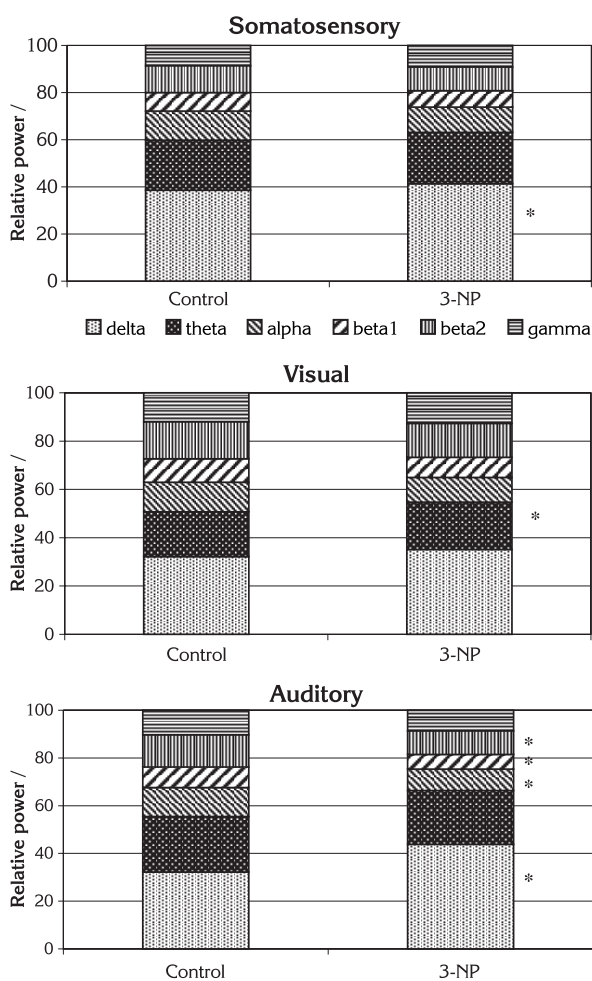 Somatosensory
100
80
60
40
20
0
Relative power /
*
Control 3-NP
delta theta alpha beta1 beta2 gamma
Visual
100
80
60
40
20
0
Relative power /
*
Control 3-NP
Auditory
100
80
60
40
20
0
Relative power /
*
*
*
*
Control 3-NP